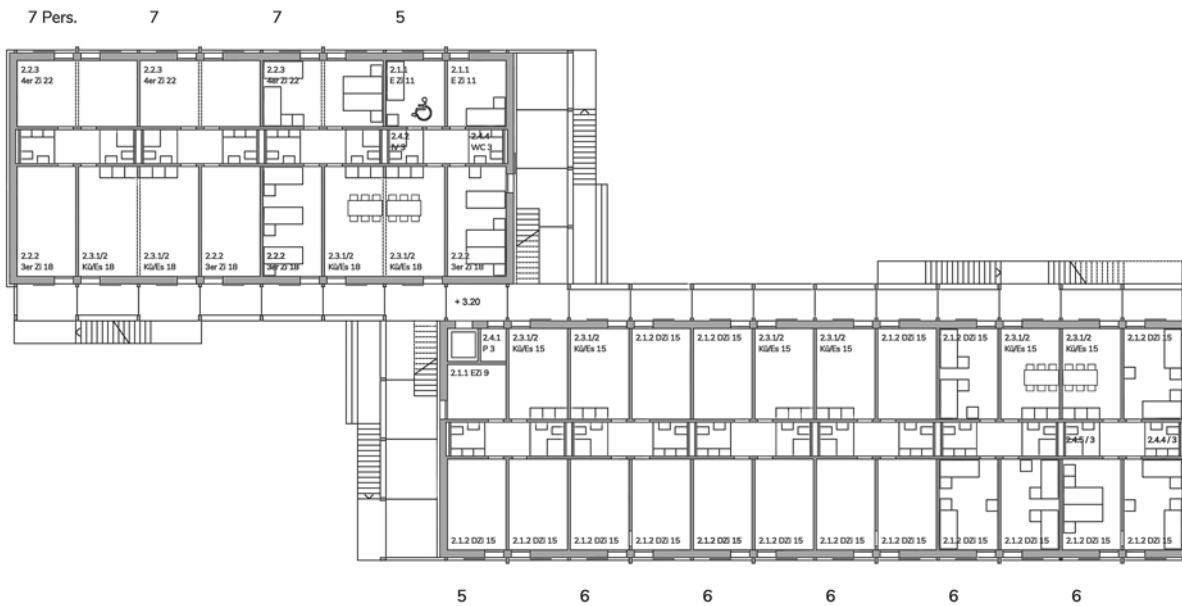 7 Pers. 7 7 5
2.2.3 2.2.3 2.2.3 2.1.1 2.1.1
4er Zi 22 4er Zi 22 4er Zi 22 E Zi 11 E Zi 11
2.4.2 2.4.4
IV 3 WC 3
2.2.2 2.3.1/2 2.3.1/2 2.2.2 2.2.2 2.3.1/2 2.3.1/2 2.2.2
3er Zi 18 Kü/Es 18 Kü/Es 18 3er Zi 18 3er Zi 18 Kü/Es 18 Kü/Es 18 3er Zi 18
+ 3.20
2.4.1 2.3.1/2 2.3.1/2 2.1.2 DZi 15 2.1.2 DZi 15 2.3.1/2 2.3.1/2 2.1.2 DZi 15 2.1.2 DZi 15 2.3.1/2 2.3.1/2 2.1.2 DZi 15
P 3 Kü/Es 15 Kü/Es 15 Kü/Es 15 Kü/Es 15 Kü/Es 15 Kü/Es 15
2.1.1 EZi 9
2.4.5 / 3 2.4.4 / 3
2.1.2 DZi 15 2.1.2 DZi 15 2.1.2 DZi 15 2.1.2 DZi 15 2.1.2 DZi 15 2.1.2 DZi 15 2.1.2 DZi 15 2.1.2 DZi 15 2.1.2 DZi 15 2.1.2 DZi 15 2.1.2 DZi 15 2.1.2 DZi 15
5 6 6 6 6 6